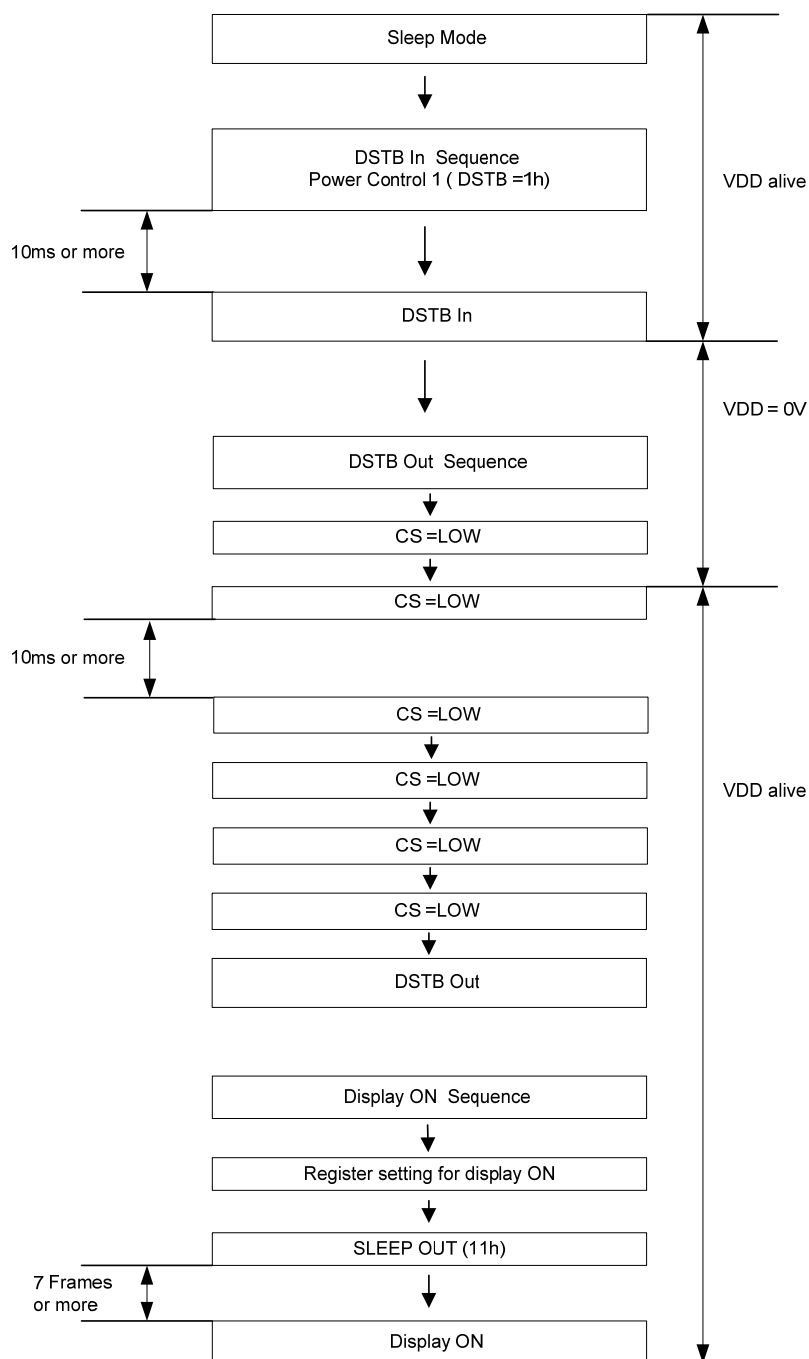 Sleep Mode
DSTB In Sequence
Power Control 1 ( DSTB =1h)
VDD alive
10ms or more
DSTB In
VDD = 0V
DSTB Out Sequence
CS =LOW
CS =LOW
10ms or more
CS =LOW
CS =LOW
VDD alive
CS =LOW
CS =LOW
DSTB Out
Display ON Sequence
Register setting for display ON
SLEEP OUT (11h)
7 Frames
or more
Display ON